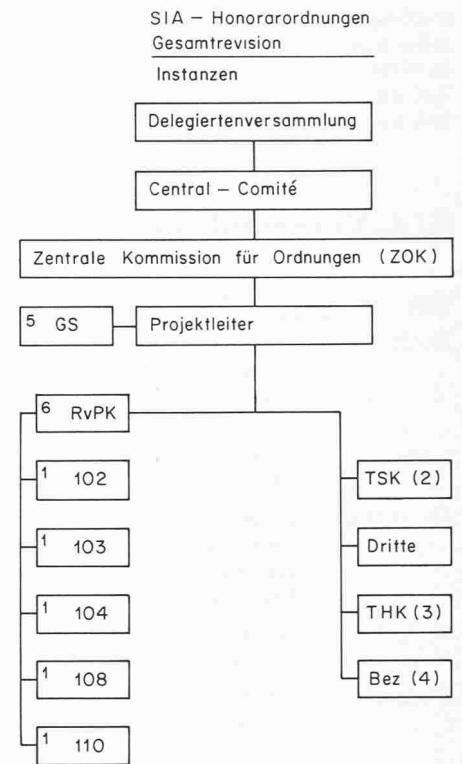 SIA – Honorarordnungen
Gesamtrevision
Instanzen
Delegiertenversammlung
Central – Comité
Zentrale Kommission für Ordnungen (ZOK)
5 GS
Projektleiter
6 RvPK
1 102
1 103
1 104
1 108
1 110
TSK (2)
Dritte
THK (3)
Bez (4)